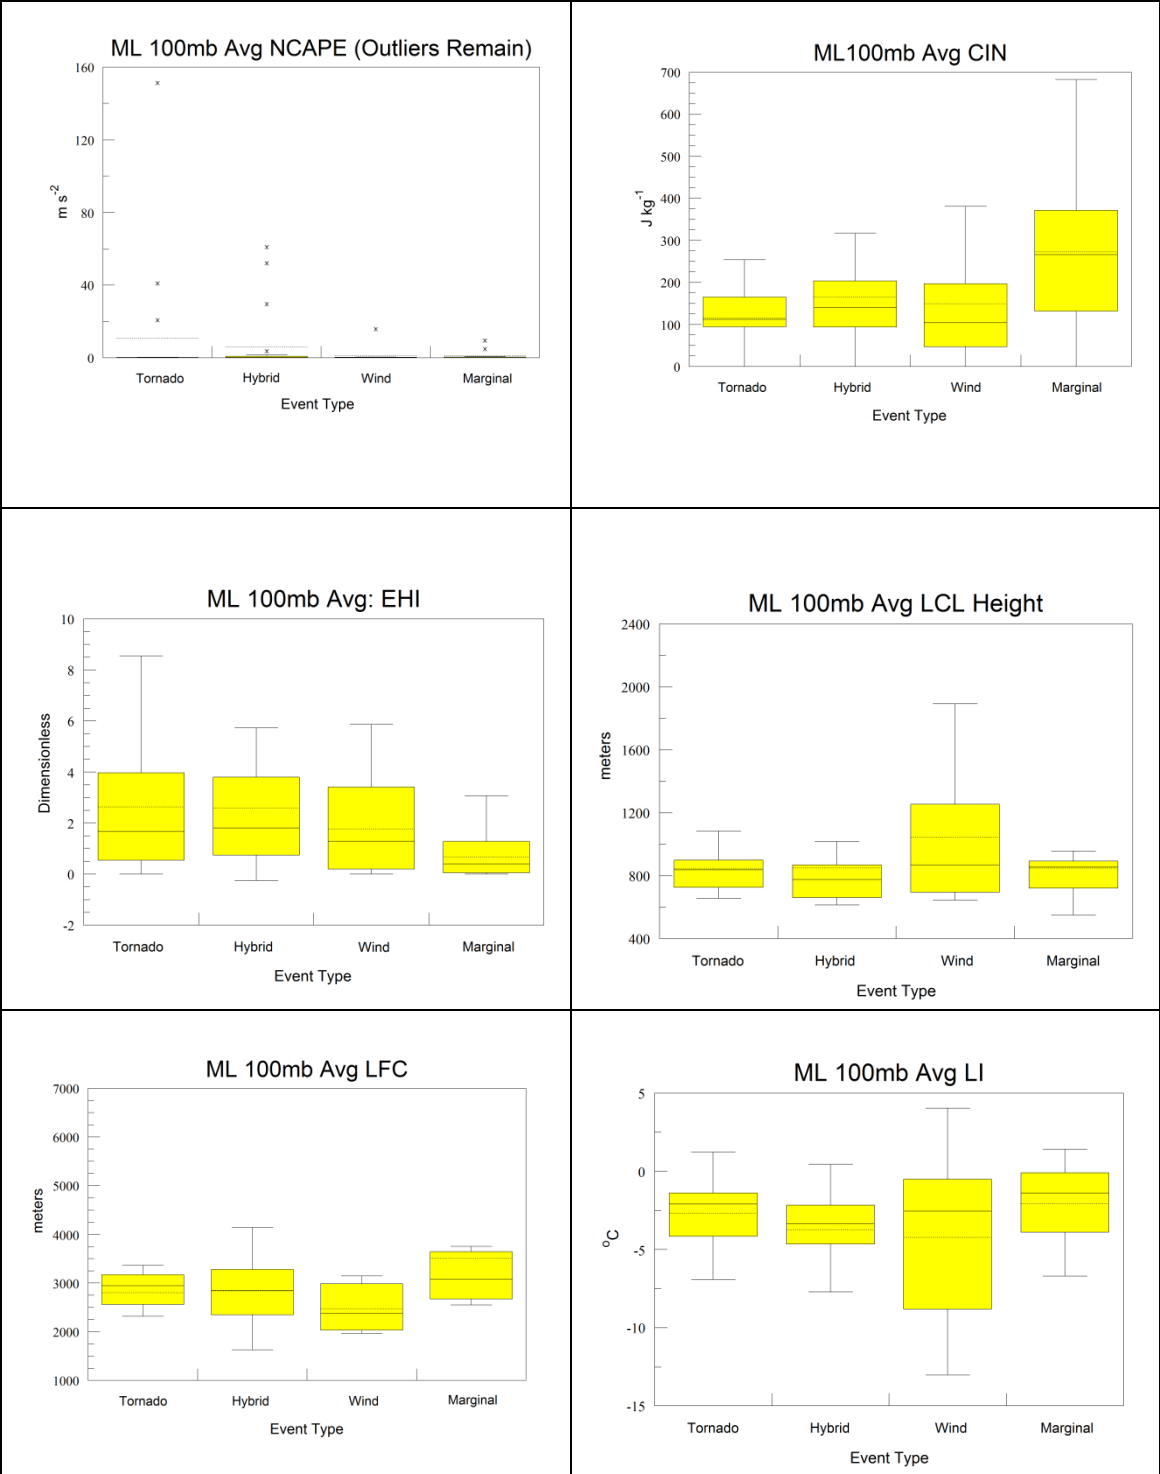 ML 100mb Avg NCAPE (Outliers Remain)
160
120
80
40
0
m s-2
Tornado Hybrid Wind Marginal
Event Type
ML100mb Avg CIN
700
600
500
400
300
200
100
0
J kg-1
Tornado Hybrid Wind Marginal
Event Type
ML 100mb Avg: EHI
10
8
6
4
2
0
-2
Dimensionless
Tornado Hybrid Wind Marginal
Event Type
ML 100mb Avg LCL Height
2400
2000
1600
1200
800
400
meters
Tornado Hybrid Wind Marginal
Event Type
ML 100mb Avg LFC
7000
6000
5000
4000
3000
2000
1000
meters
Tornado Hybrid Wind Marginal
Event Type
ML 100mb Avg LI
5
0
-5
-10
-15
oC
Tornado Hybrid Wind Marginal
Event Type